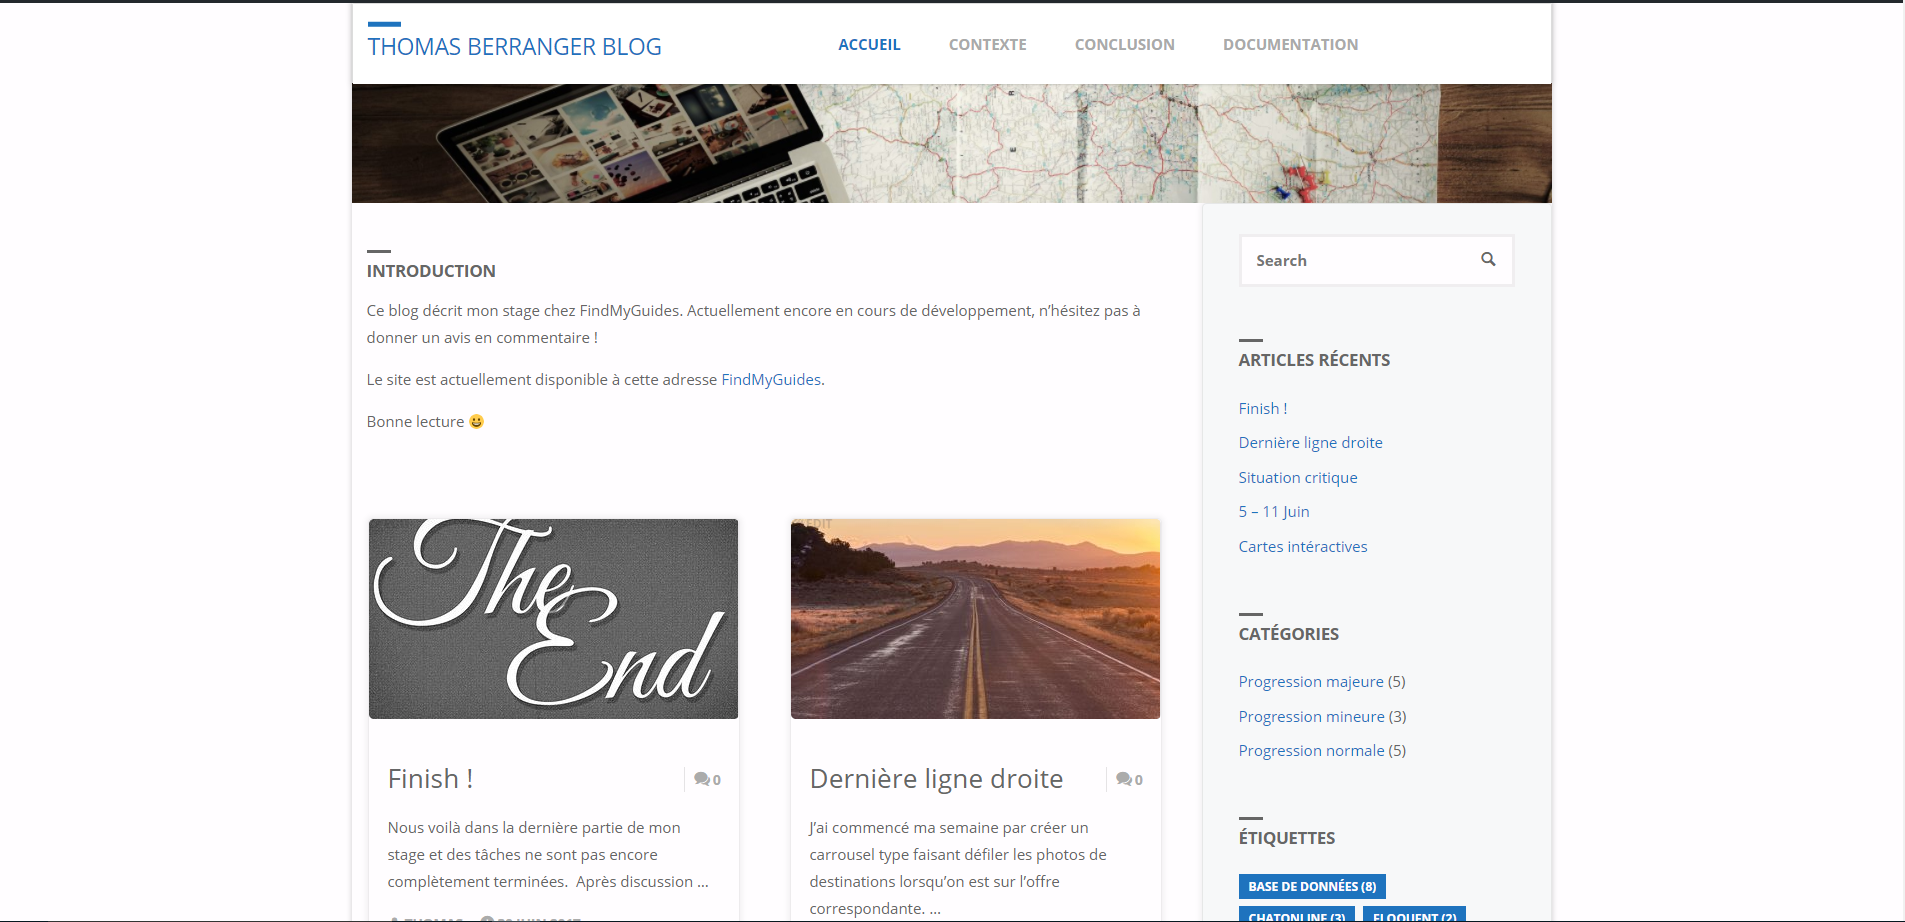 THOMAS BERRANGER BLOG
ACCUEIL
CONTEXTE
CONCLUSION
DOCUMENTATION
INTRODUCTION
Ce blog décrit mon stage chez FindMyGuides. Actuellement encore en cours de développement, n’hésitez pas à
donner un avis en commentaire !
Le site est actuellement disponible à cette adresse FindMyGuides.
Bonne lecture 😀
The
End
Finish !
0
Nous voilà dans la dernière partie de mon
stage et des tâches ne sont pas encore
complètement terminées.  Après discussion ...
Dernière ligne droite
0
J’ai commencé ma semaine par créer un
carrousel type faisant défiler les photos de
destinations lorsqu’on est sur l’offre
correspondante. ...
Search
ARTICLES RÉCENTS
Finish !
Dernière ligne droite
Situation critique
5 – 11 Juin
Cartes intéractives
CATÉGORIES
Progression majeure (5)
Progression mineure (3)
Progression normale (5)
ÉTIQUETTES
BASE DE DONNÉES (8)
CHATONLINE (3)
ELOQUENT (2)